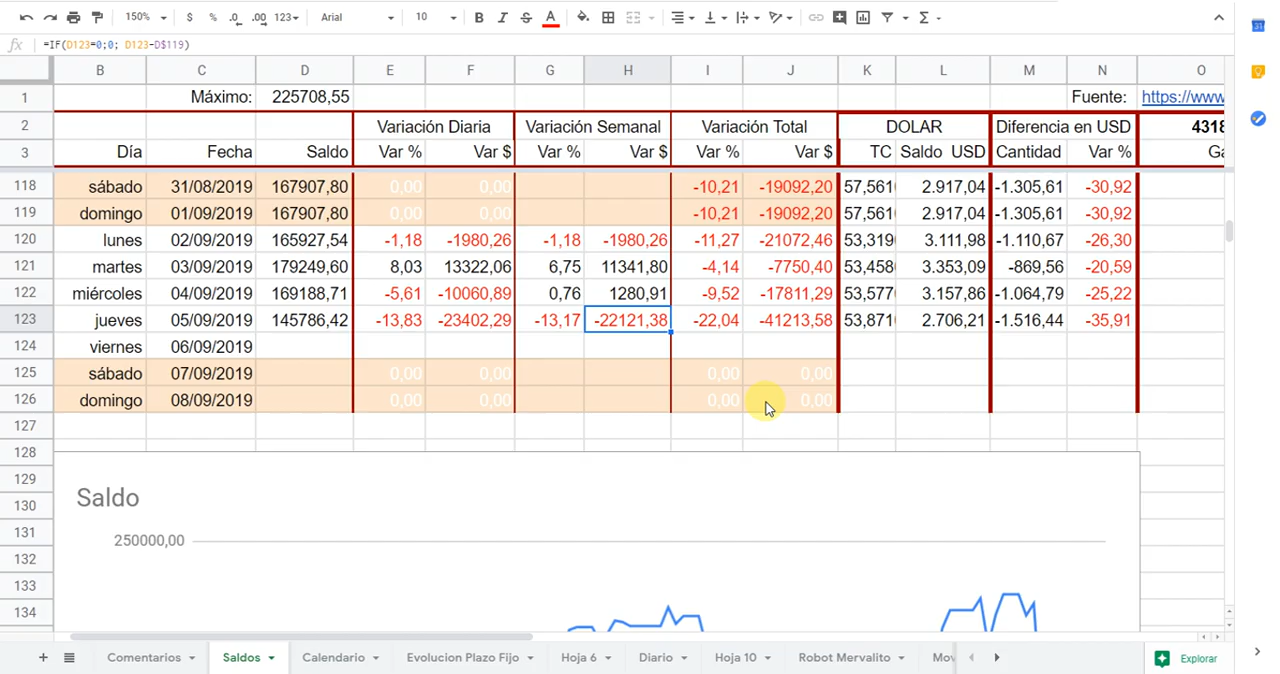 150% $ % .0 .00 123 Arial 10 B I S A Σ
fx =IF(D123=0;0; D123-D$119)
B C D E F G H I J K L M N O
1 Máximo: 225708,55 Fuente: https://www
2 Variación Diaria Variación Semanal Variación Total DOLAR Diferencia en USD 4318
3 Día Fecha Saldo Var % Var $ Var % Var $ Var % Var $ TC Saldo USD Cantidad Var %
118 sábado 31/08/2019 167907,80 0,00 0,00 -10,21 -19092,20 57,561 2.917,04 -1.305,61 -30,92
119 domingo 01/09/2019 167907,80 0,00 0,00 -10,21 -19092,20 57,561 2.917,04 -1.305,61 -30,92
120 lunes 02/09/2019 165927,54 -1,18 -1980,26 -1,18 -1980,26 -11,27 -21072,46 53,319 3.111,98 -1.110,67 -26,30
121 martes 03/09/2019 179249,60 8,03 13322,06 6,75 11341,80 -4,14 -7750,40 53,458 3.353,09 -869,56 -20,59
122 miércoles 04/09/2019 169188,71 -5,61 -10060,89 0,76 1280,91 -9,52 -17811,29 53,577 3.157,86 -1.064,79 -25,22
123 jueves 05/09/2019 145786,42 -13,83 -23402,29 -13,17 -22121,38 -22,04 -41213,58 53,871 2.706,21 -1.516,44 -35,91
124 viernes 06/09/2019
125 sábado 07/09/2019 0,00 0,00 0,00 0,00
126 domingo 08/09/2019 0,00 0,00 0,00 0,00
127
128
129
130 Saldo
131
132 250000,00
133
134
Comentarios Saldos Calendario Evolucion Plazo Fijo Hoja 6 Diario Hoja 10 Robot Mervalito Mov Explorar